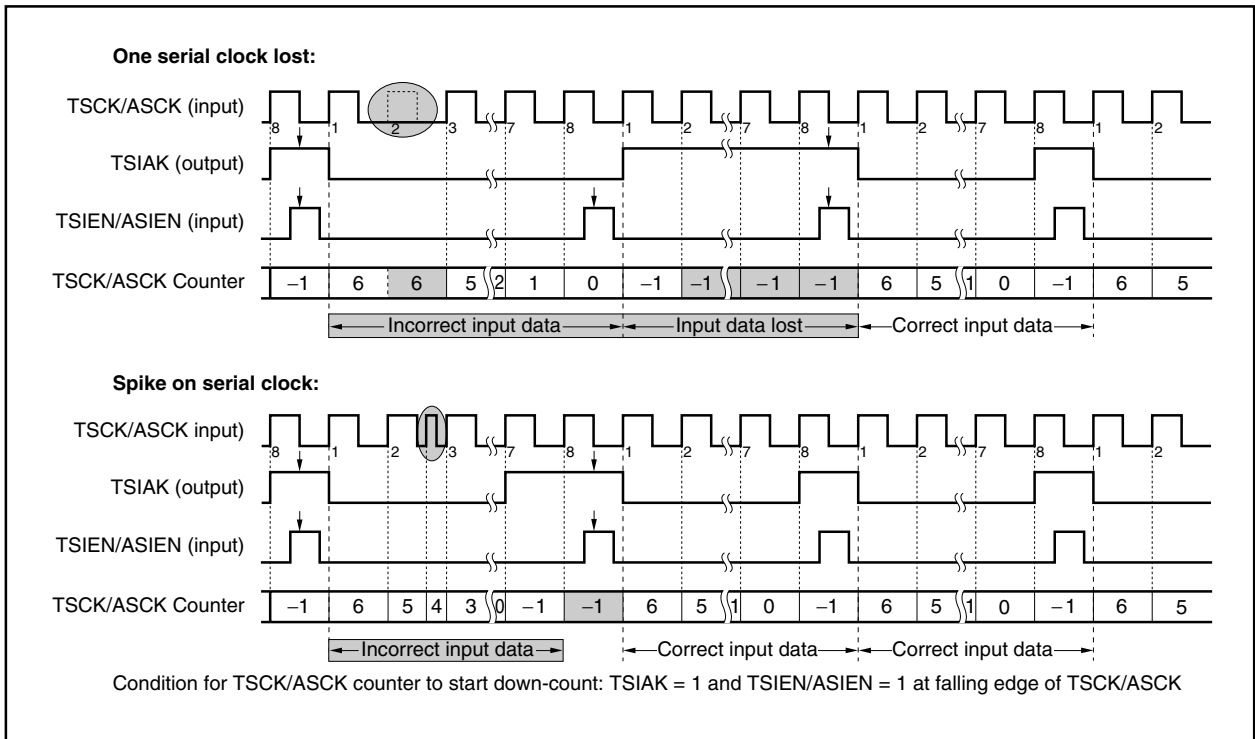 One serial clock lost:
TSCK/ASCK (input)
8 1 2 3 7 8 1 2 7 8 1 2 7 8 1 2
TSIAK (output)
TSIEN/ASIEN (input)
TSCK/ASCK Counter −1 6 6 5 2 1 0 −1 −1 −1 −1 6 5 1 0 −1 6 5
Incorrect input data Input data lost Correct input data
Spike on serial clock:
TSCK/ASCK input)
8 1 2 3 7 8 1 2 7 8 1 2 7 8 1 2
TSIAK (output)
TSIEN/ASIEN (input)
TSCK/ASCK Counter −1 6 5 4 3 0 −1 −1 6 5 1 0 −1 6 5 1 0 −1 6 5
Incorrect input data Correct input data Correct input data
Condition for TSCK/ASCK counter to start down-count: TSIAK = 1 and TSIEN/ASIEN = 1 at falling edge of TSCK/ASCK